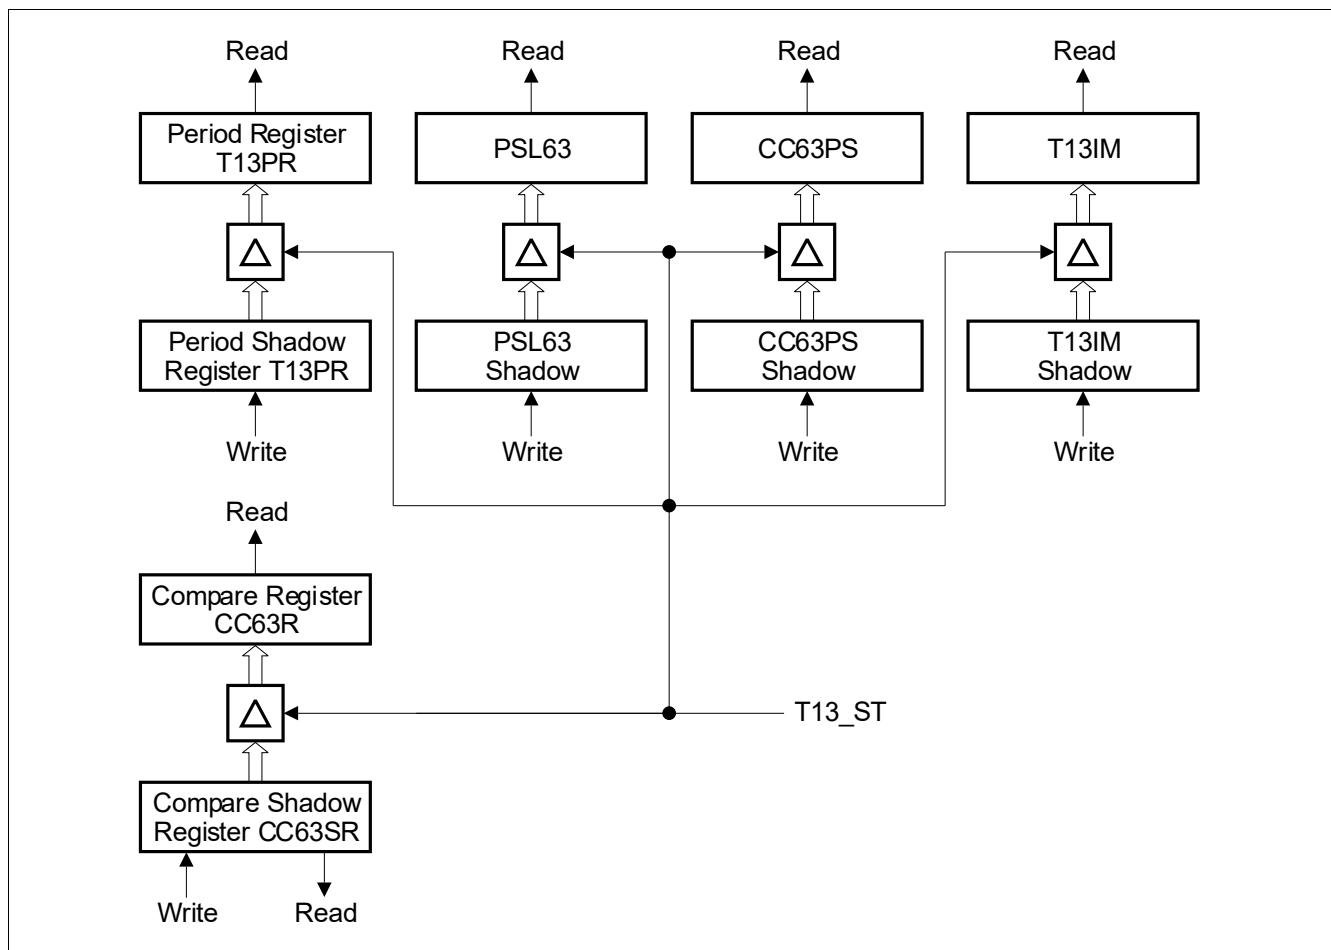 Read Read Read Read
Period Register
T13PR
PSL63
CC63PS
T13IM
Period Shadow
Register T13PR
PSL63
Shadow
CC63PS
Shadow
T13IM
Shadow
Write Write Write Write
Read
Compare Register
CC63R
T13_ST
Compare Shadow
Register CC63SR
Write Read